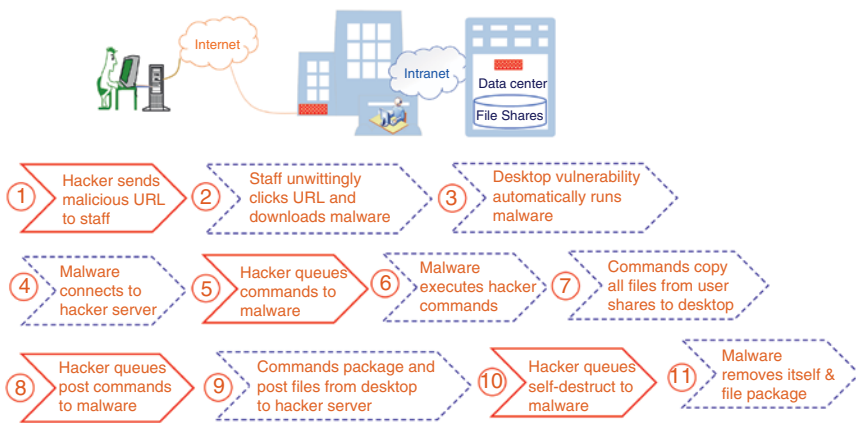 Internet
Intranet
Data center
File Shares
1
Hacker sends
malicious URL
to staff
2
Staff unwittingly
clicks URL and
downloads malware
3
Desktop vulnerability
automatically runs
malware
4
Malware
connects to
hacker server
5
Hacker queues
commands to
malware
6
Malware
executes hacker
commands
7
Commands copy
all files from user
shares to desktop
8
Hacker queues
post commands
to malware
9
Commands package and
post files from desktop
to hacker server
10
Hacker queues
self-destruct to
malware
11
Malware
removes itself &
file package